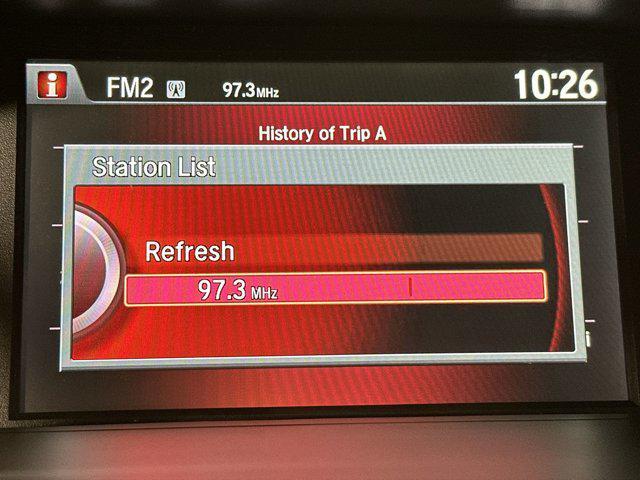 i FM2 97.3MHz 10:26
History of Trip A
Station List
Refresh
97.3 MHz